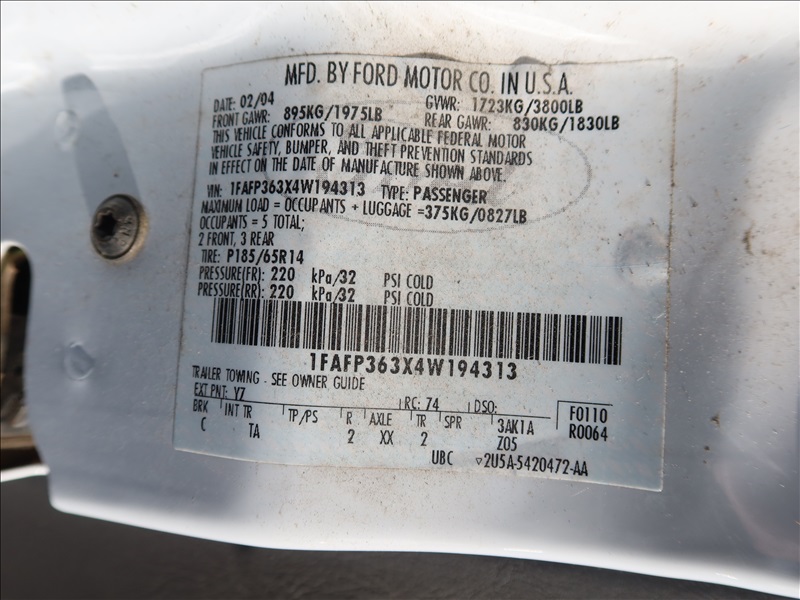 MFD. BY FORD MOTOR CO. IN U.S.A.
DATE: 02/04 GVWR: 1723KG/3800LB
FRONT GAWR: 895KG/1975LB REAR GAWR: 830KG/1830LB
THIS VEHICLE CONFORMS TO ALL APPLICABLE FEDERAL MOTOR
VEHICLE SAFETY, BUMPER, AND THEFT PREVENTION STANDARDS
IN EFFECT ON THE DATE OF MANUFACTURE SHOWN ABOVE.
VIN: 1FAFP363X4W194313 TYPE: PASSENGER
MAXIMUM LOAD = OCCUPANTS + LUGGAGE =375KG/0827LB
OCCUPANTS = 5 TOTAL;
2 FRONT, 3 REAR
TIRE: P185/65R14
PRESSURE(FR): 220 kPa/32 PSI COLD
PRESSURE(RR): 220 kPa/32 PSI COLD
1FAFP363X4W194313
TRAILER TOWING - SEE OWNER GUIDE
EXT PNT: Y7 RC: 74 DSO: F0110
BRK INT TR TP/PS R AXLE TR SPR 3AK1A R0064
C TA 2 XX 2 Z05
UBC ▽2U5A-5420472-AA